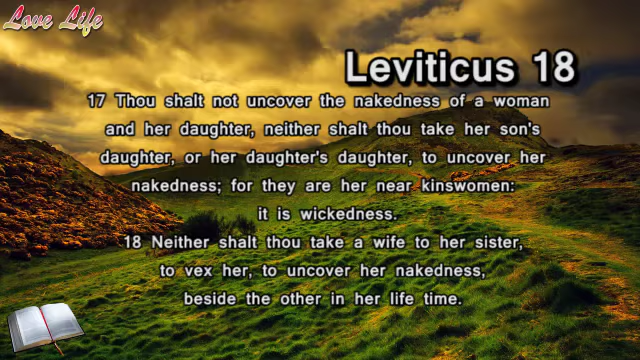 Love Life
Leviticus 18
17 Thou shalt not uncover the nakedness of a woman
and her daughter, neither shalt thou take her son's
daughter, or her daughter's daughter, to uncover her
nakedness; for they are her near kinswomen:
it is wickedness.
18 Neither shalt thou take a wife to her sister,
to vex her, to uncover her nakedness,
beside the other in her life time.